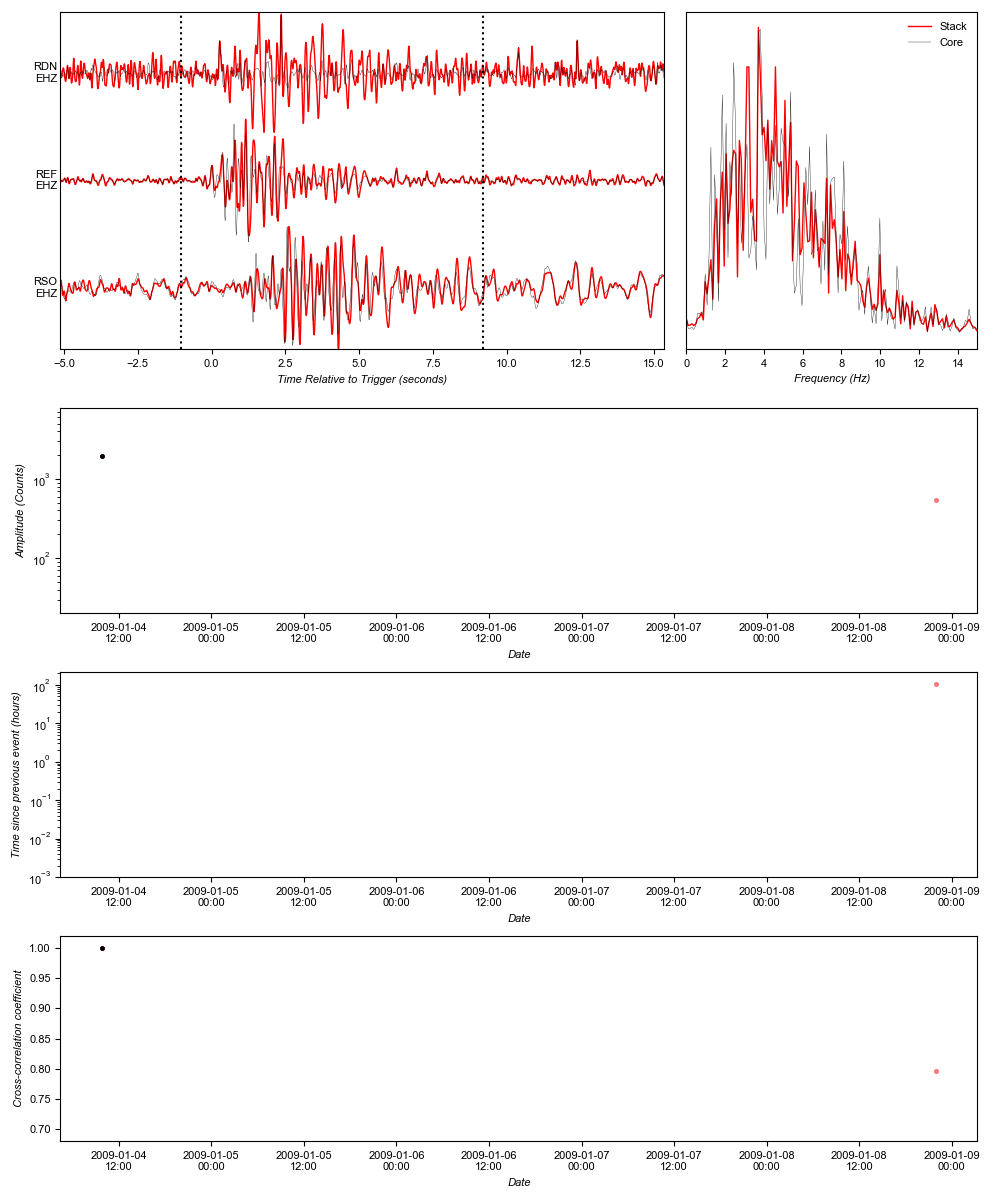 RDN
EHZ
REF
EHZ
RSO
EHZ
−5.0 −2.5 0.0 2.5 5.0 7.5 10.0 12.5 15.0
Time Relative to Trigger (seconds)
Stack
Core
0 2 4 6 8 10 12 14
Frequency (Hz)
10³
10²
Amplitude (Counts)
2009-01-04 2009-01-05 2009-01-05 2009-01-06 2009-01-06 2009-01-07 2009-01-07 2009-01-08 2009-01-08 2009-01-09
12:00 00:00 12:00 00:00 12:00 00:00 12:00 00:00 12:00 00:00
Date
10²
10¹
10⁰
10⁻¹
10⁻²
10⁻³
Time since previous event (hours)
2009-01-04 2009-01-05 2009-01-05 2009-01-06 2009-01-06 2009-01-07 2009-01-07 2009-01-08 2009-01-08 2009-01-09
12:00 00:00 12:00 00:00 12:00 00:00 12:00 00:00 12:00 00:00
Date
1.00
0.95
0.90
0.85
0.80
0.75
0.70
Cross-correlation coefficient
2009-01-04 2009-01-05 2009-01-05 2009-01-06 2009-01-06 2009-01-07 2009-01-07 2009-01-08 2009-01-08 2009-01-09
12:00 00:00 12:00 00:00 12:00 00:00 12:00 00:00 12:00 00:00
Date